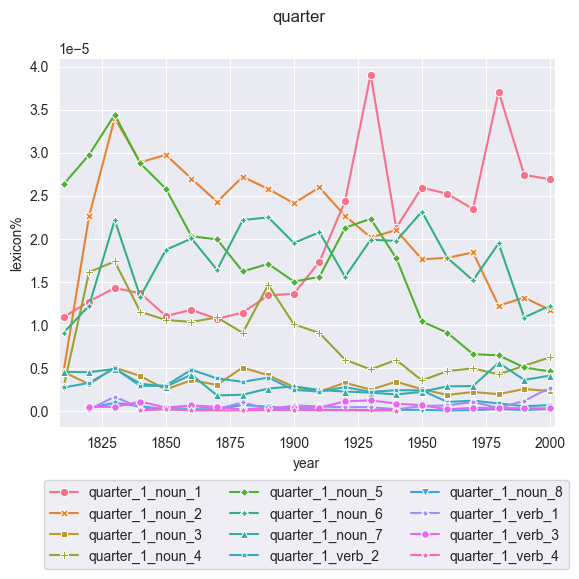 quarter
1e−5
4.0
3.5
3.0
2.5
2.0
1.5
1.0
0.5
0.0
lexicon%
1825 1850 1875 1900 1925 1950 1975 2000
year
quarter_1_noun_1 quarter_1_noun_5 quarter_1_noun_8
quarter_1_noun_2 quarter_1_noun_6 quarter_1_verb_1
quarter_1_noun_3 quarter_1_noun_7 quarter_1_verb_3
quarter_1_noun_4 quarter_1_verb_2 quarter_1_verb_4